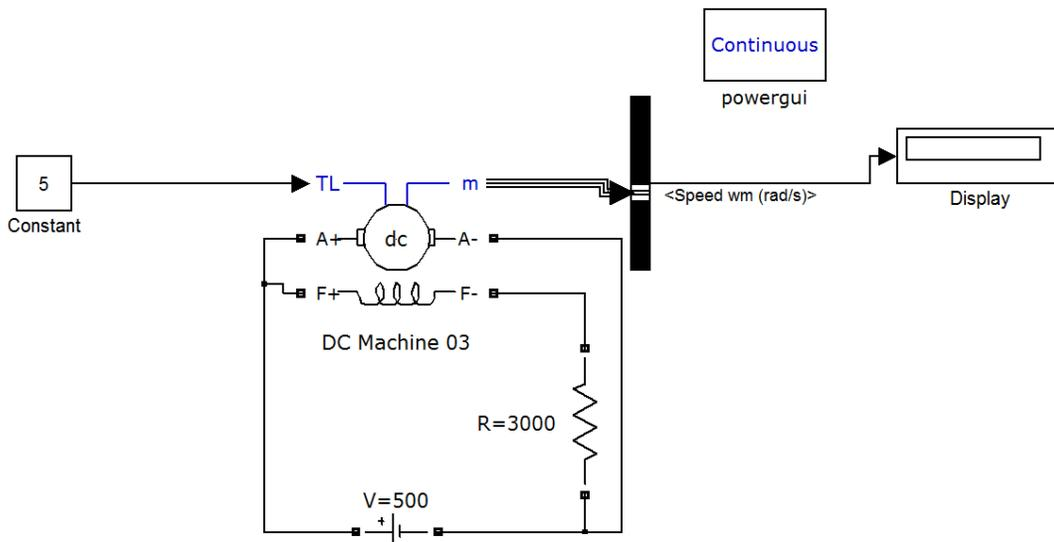 Continuous
powergui
5
Constant
TL
m
<Speed wm (rad/s)>
Display
A+
dc
A-
F+
F-
DC Machine 03
R=3000
V=500
+